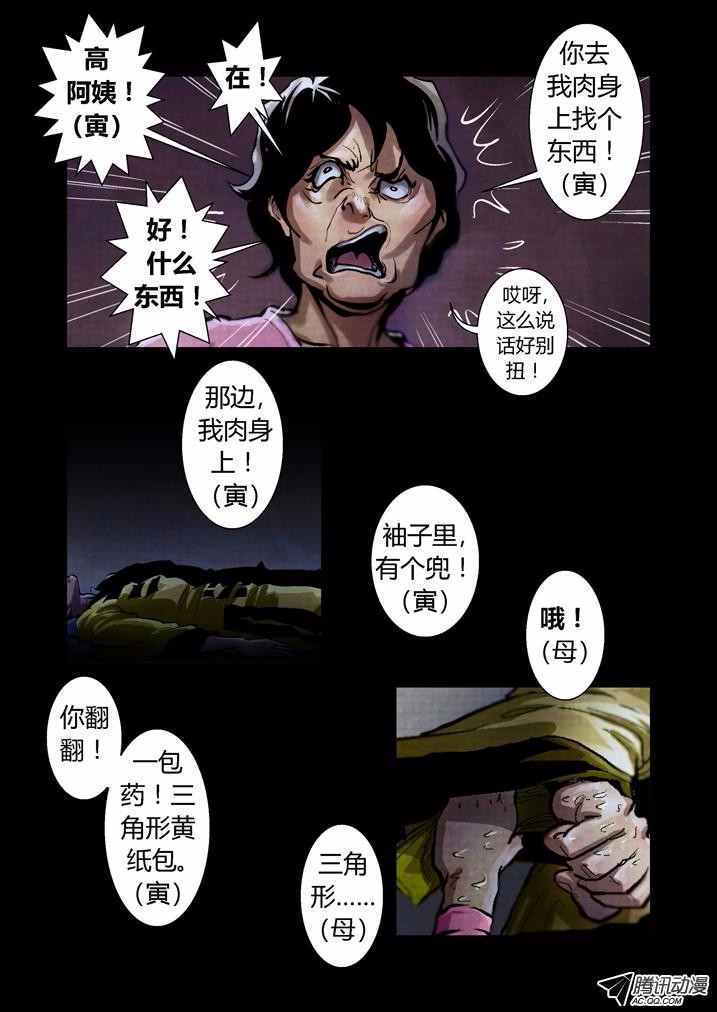 高
阿姨！
（寅）
在！
你去
我肉身
上找个
东西！
（寅）
好！
什么
东西！
哎呀，
这么说
话好别
扭！
那边，
我肉身
上！
（寅）
袖子里，
有个兜！
（寅）
哦！
（母）
你翻
翻！
一包
药！三
角形黄
纸包。
（寅）
三角
形……
（母）
腾讯动漫
AC.QQ.COM